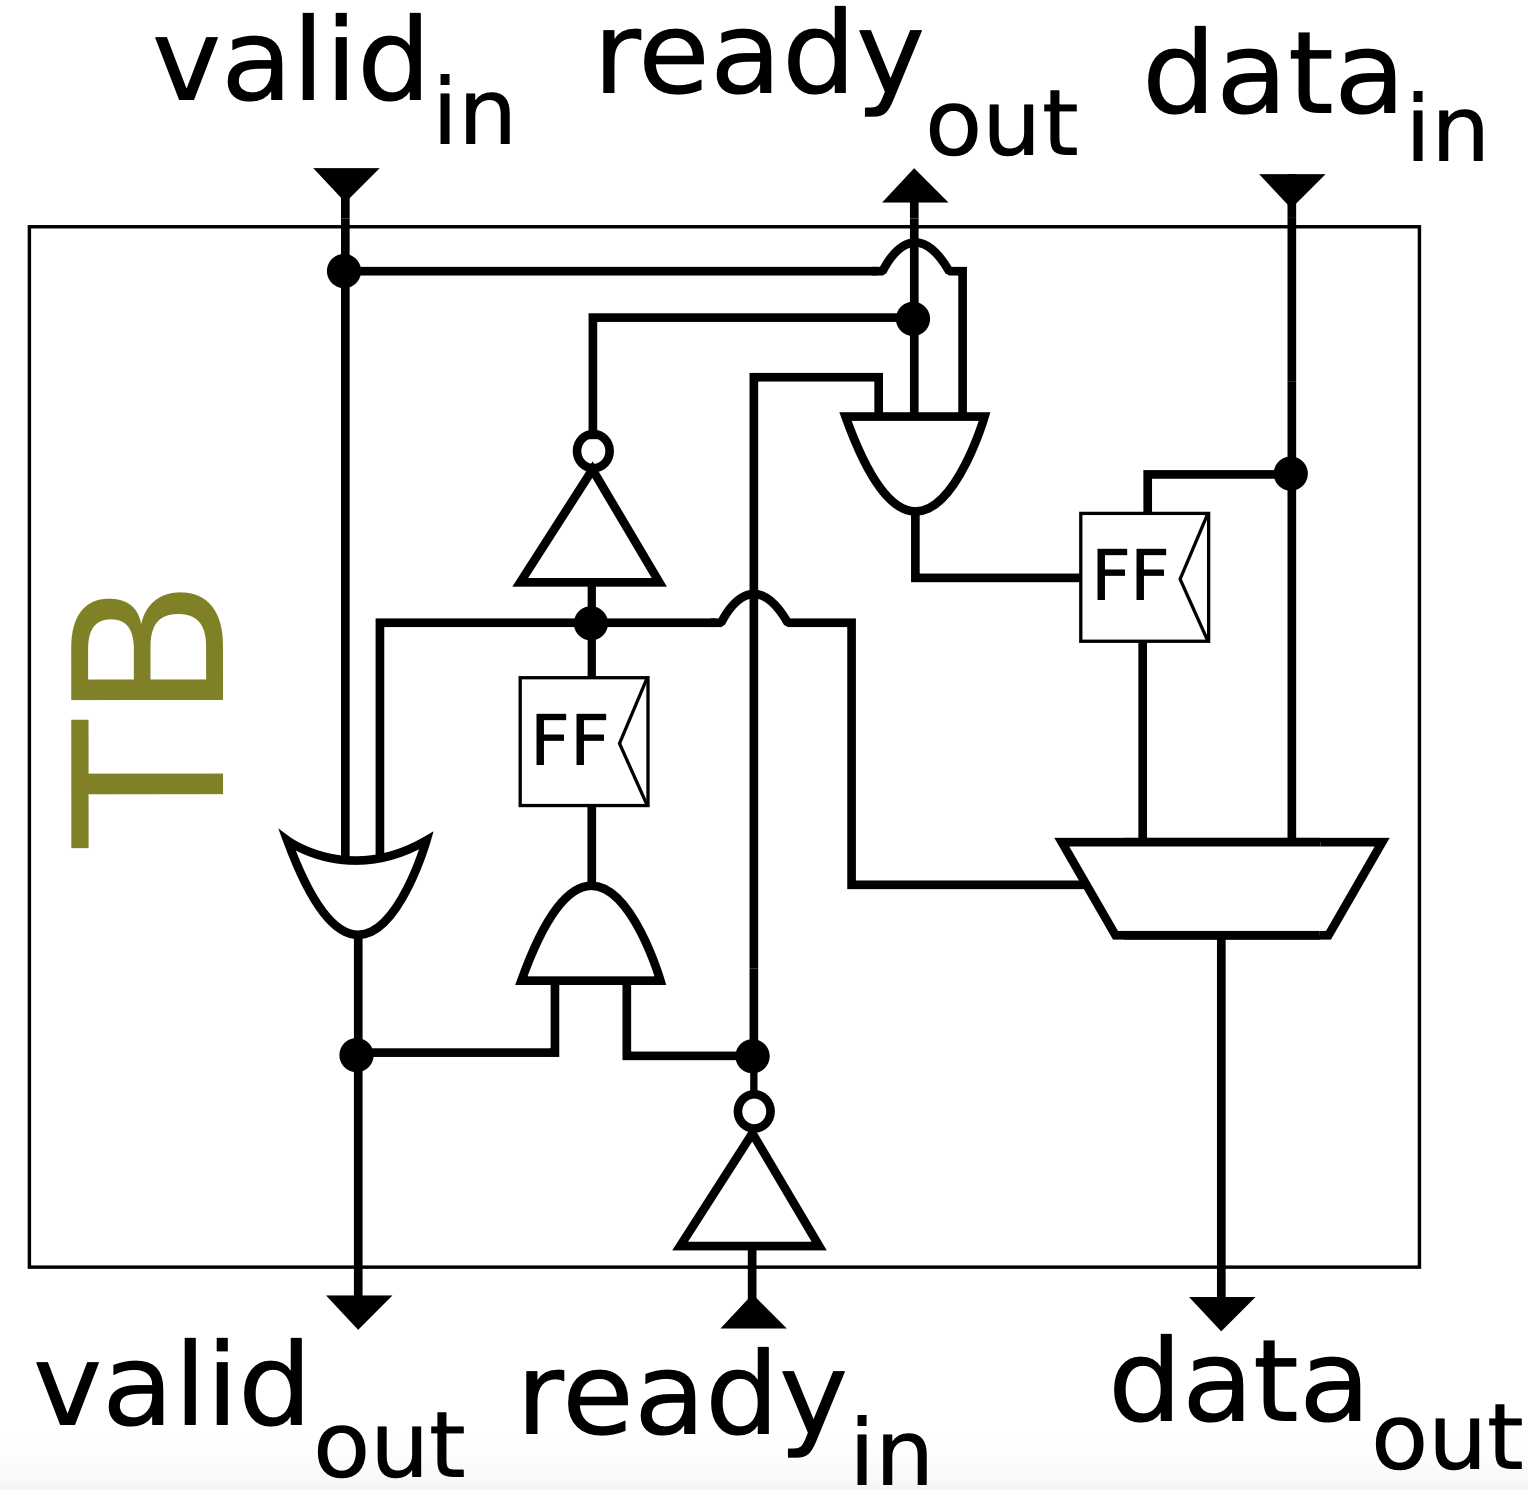 valid_in ready_out data_in
TB
FF
FF
valid_out ready_in data_out